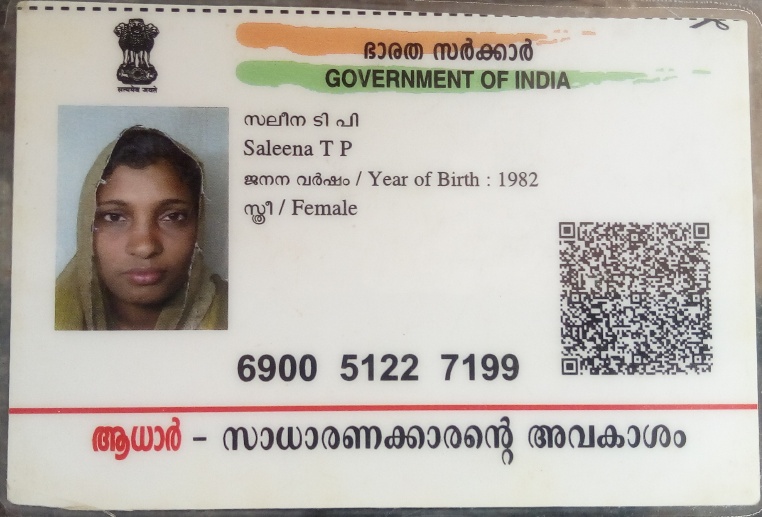 ഭാരത സർക്കാർ
GOVERNMENT OF INDIA
सत्यमेव जयते
സലീന ടി പി
Saleena T P
ജനന വർഷം / Year of Birth : 1982
സ്ത്രീ / Female
6900 5122 7199
ആധാർ - സാധാരണക്കാരന്റെ അവകാശം